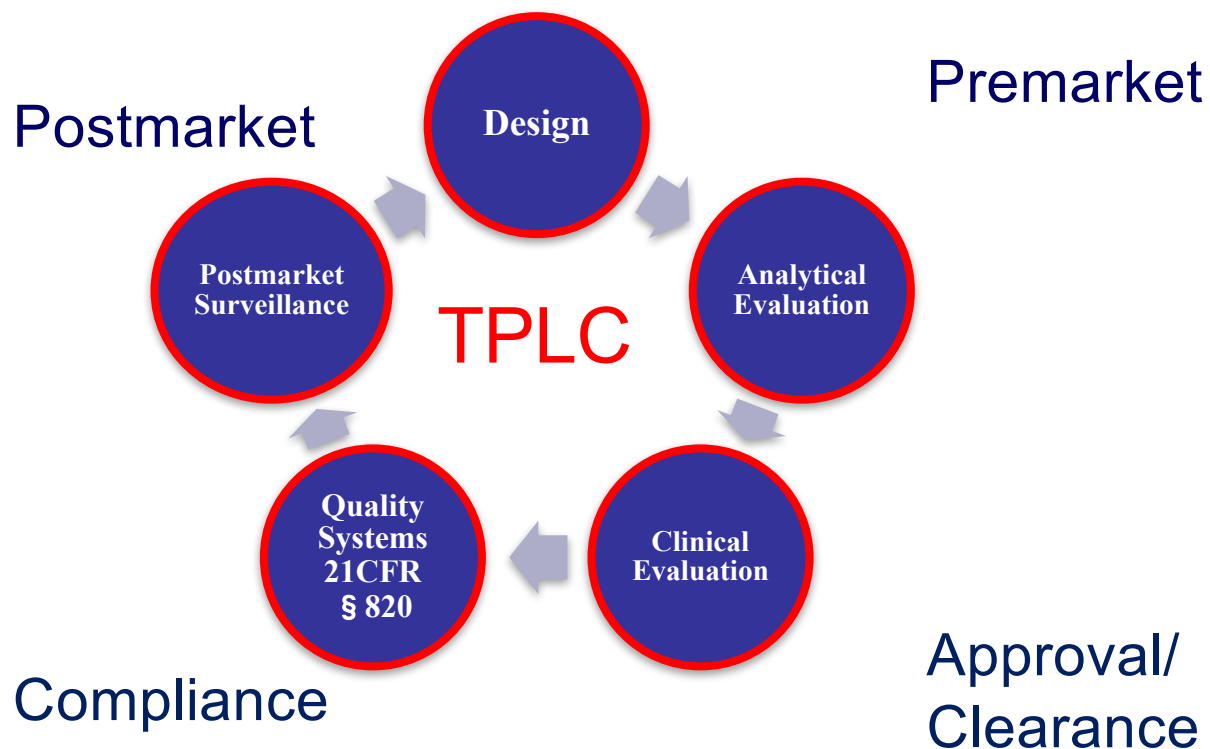 Premarket
Postmarket
Design
Postmarket
Surveillance
Analytical
Evaluation
TPLC
Quality
Systems
21CFR
§ 820
Clinical
Evaluation
Compliance
Approval/
Clearance